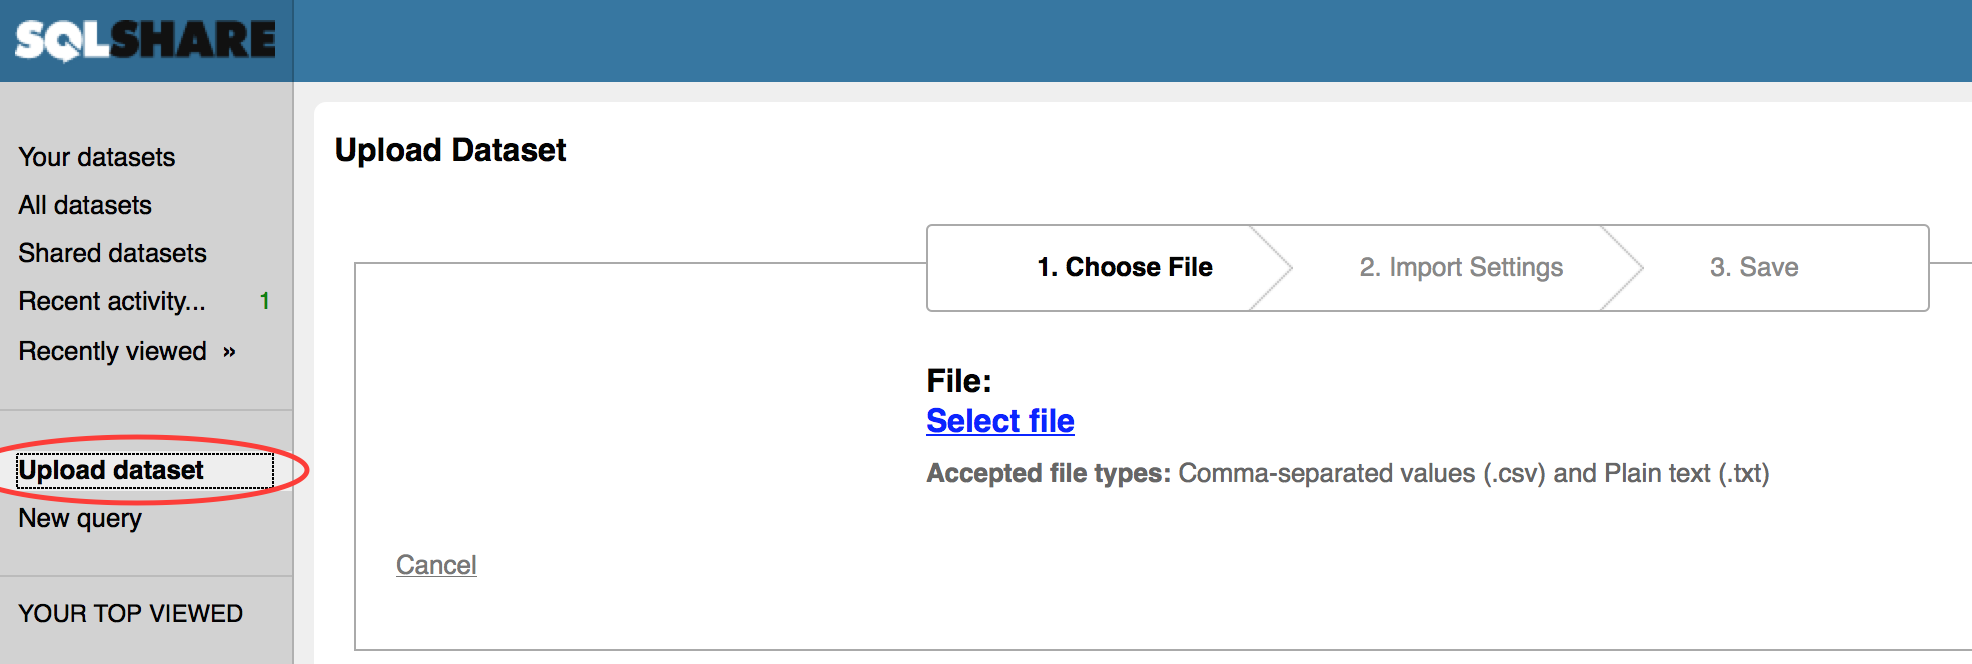 SQLSHARE
Your datasets
All datasets
Shared datasets
Recent activity... 1
Recently viewed »
Upload dataset
New query
YOUR TOP VIEWED
Upload Dataset
1. Choose File
2. Import Settings
3. Save
File:
Select file
Accepted file types: Comma-separated values (.csv) and Plain text (.txt)
Cancel